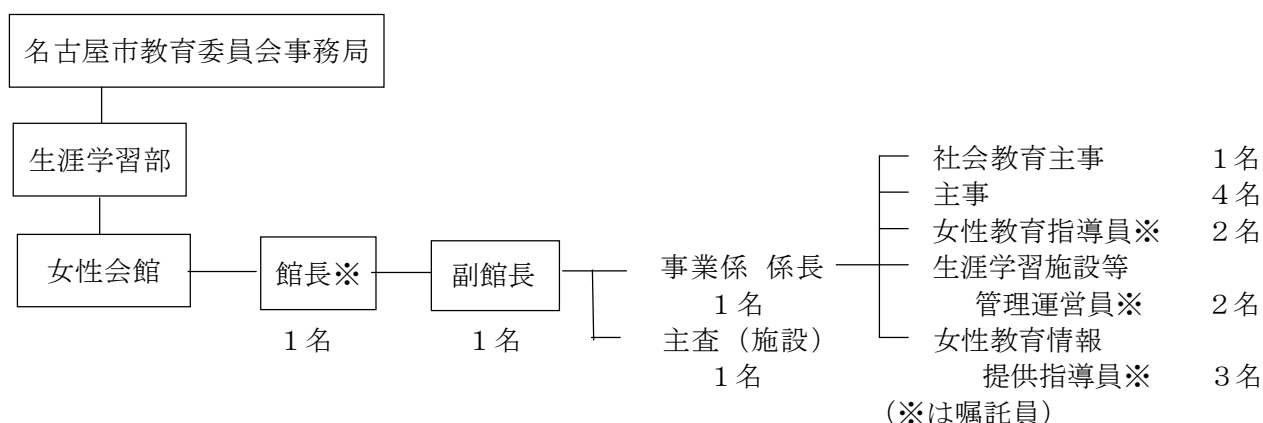 名古屋市教育委員会事務局
生涯学習部
女性会館
館長※
1名
副館長
1名
事業係 係長
1名
主査（施設）
1名
社会教育主事 1名
主事 4名
女性教育指導員※ 2名
生涯学習施設等
管理運営員※ 2名
女性教育情報
提供指導員※ 3名
（※は嘱託員）